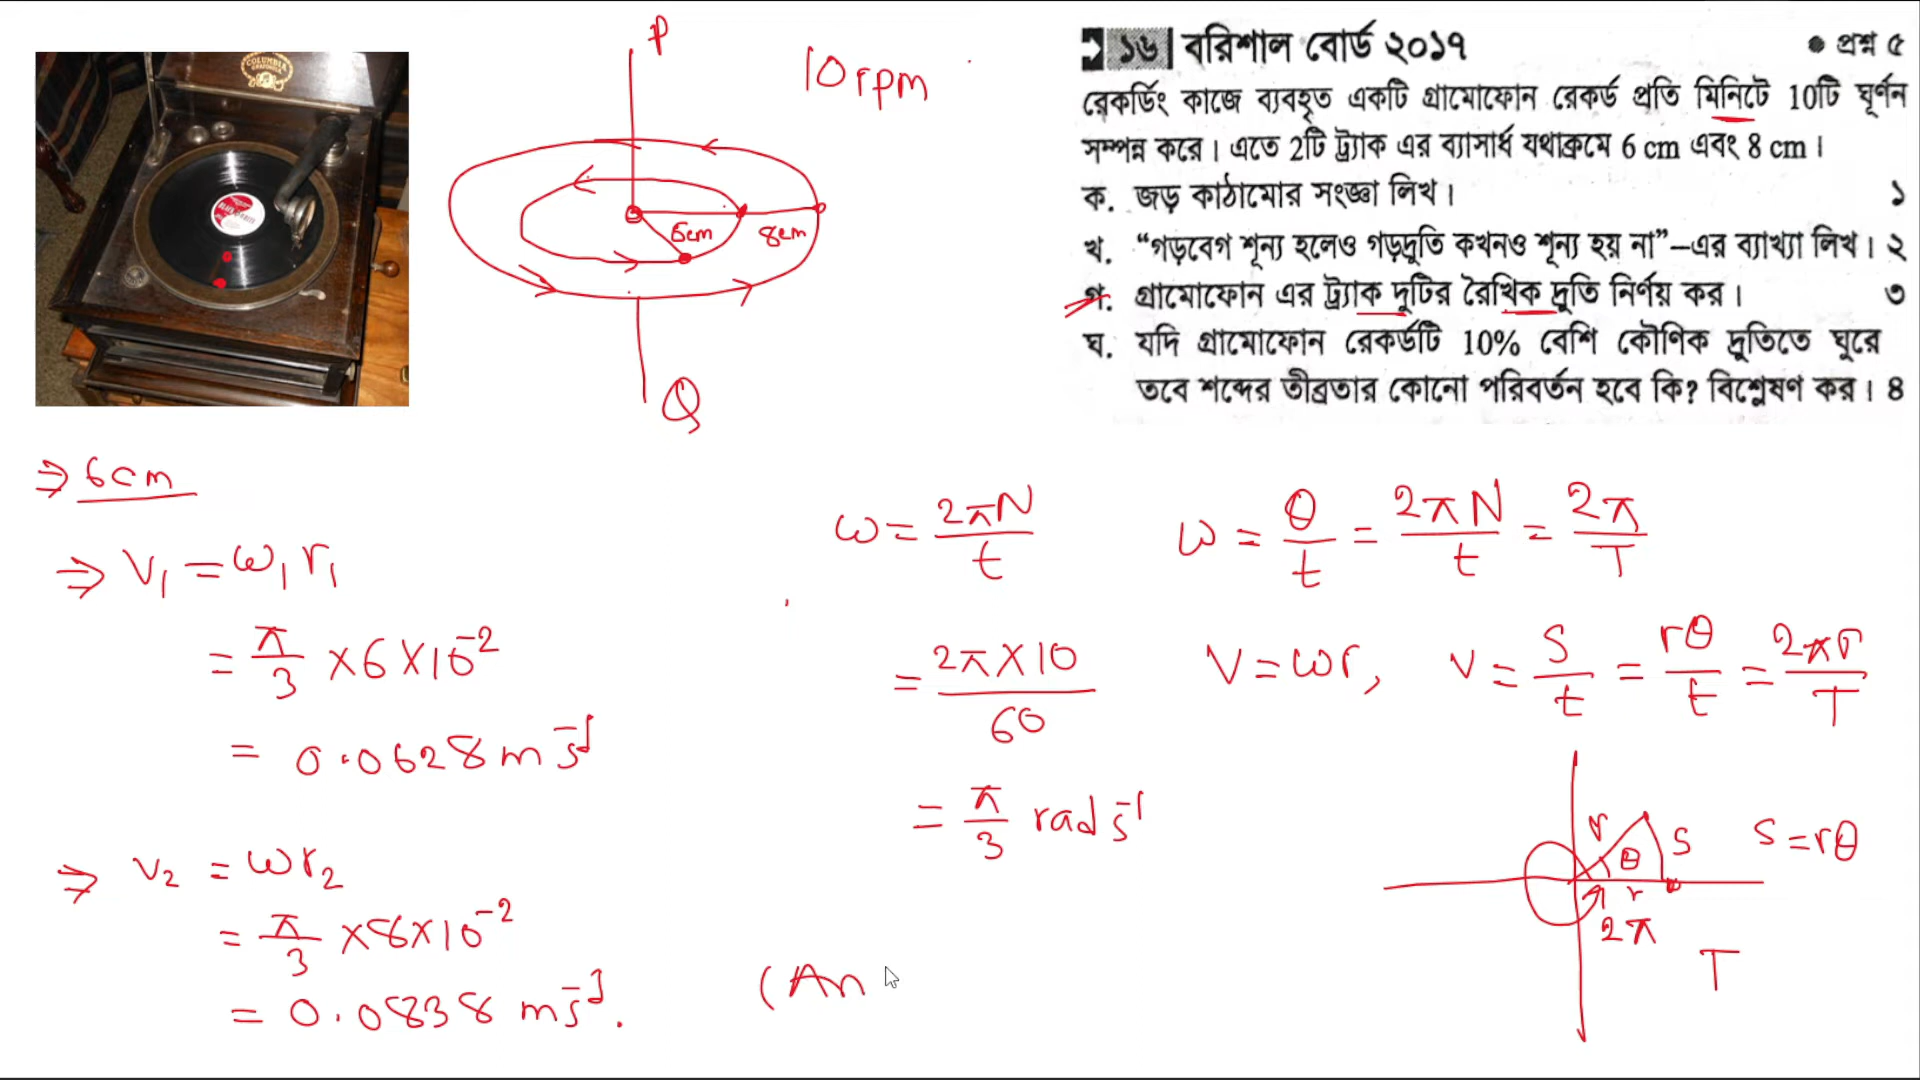 COLUMBIA
P
10 rpm
6cm
8cm
Q
১৬ বরিশাল বোর্ড ২০১৭ ● প্রশ্ন ৫
রেকর্ডিং কাজে ব্যবহৃত একটি গ্রামোফোন রেকর্ড প্রতি মিনিটে 10টি ঘূর্ণন
সম্পন্ন করে। এতে 2টি ট্র্যাক এর ব্যাসার্ধ যথাক্রমে 6 cm এবং 8 cm।
ক. জড় কাঠামোর সংজ্ঞা লিখ। ১
খ. “গড়বেগ শূন্য হলেও গড়দ্রুতি কখনও শূন্য হয় না”–এর ব্যাখ্যা লিখ। ২
গ. গ্রামোফোন এর ট্র্যাক দুটির রৈখিক দ্রুতি নির্ণয় কর। ৩
ঘ. যদি গ্রামোফোন রেকর্ডটি 10% বেশি কৌণিক দ্রুতিতে ঘুরে
তবে শব্দের তীব্রতার কোনো পরিবর্তন হবে কি? বিশ্লেষণ কর। ৪
⇒ 6cm
⇒ V₁ = ω₁r₁
= π/3 × 6 × 10⁻²
= 0.0628 ms⁻¹
⇒ V₂ = ωr₂
= π/3 × 8 × 10⁻²
= 0.0838 ms⁻¹.
(An
ω = 2πN/t
= 2π × 10/60
= π/3 rad s⁻¹
ω = θ/t = 2πN/t = 2π/T
V = ωr, V = S/t = rθ/t = 2πr/T
r
θ
S
r
2π
S = rθ
T